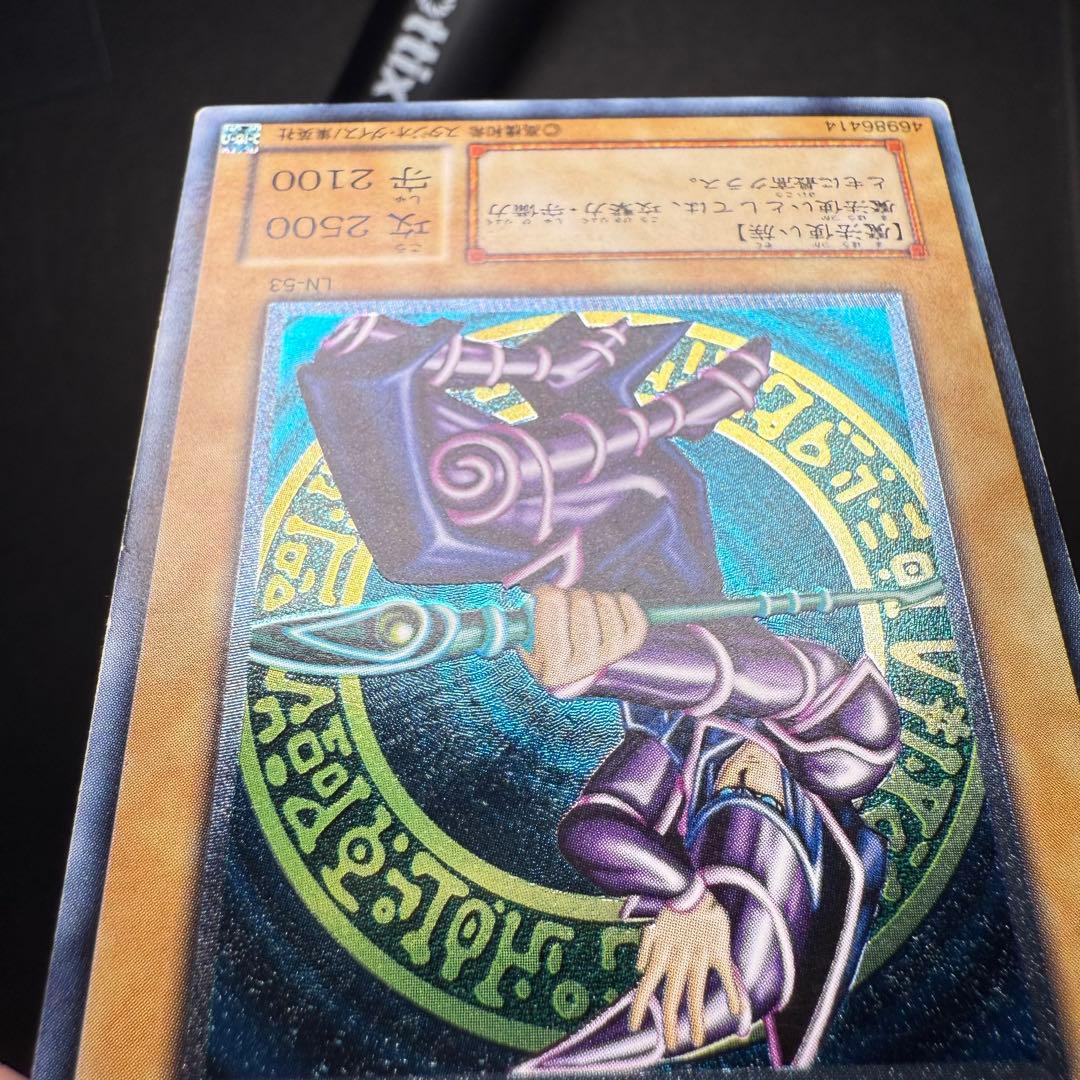 LN-53
【魔法使い族】
魔法使いとしては、攻撃力・守備力
ともに最高クラス。
攻 2500
守 2100
46986414
©高橋和希 スタジオ・ダイス/集英社